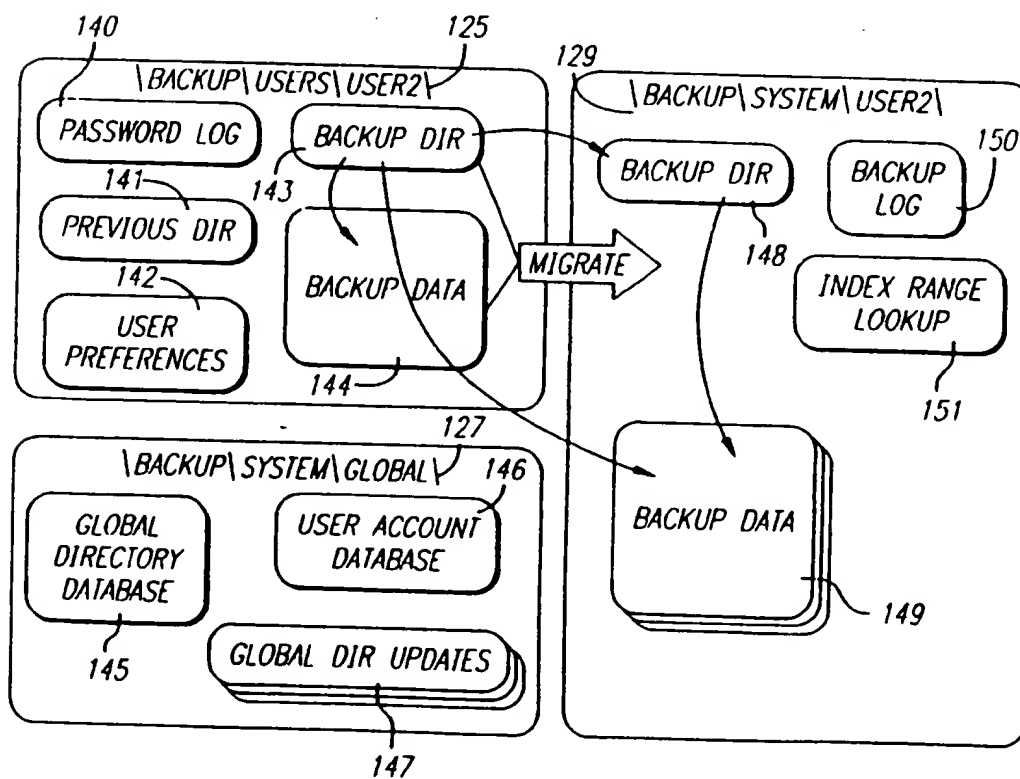 140
125
\BACKUP\USERS\USER2\
PASSWORD LOG
BACKUP DIR
143
141
PREVIOUS DIR
142
USER
PREFERENCES
BACKUP DATA
144
MIGRATE
129
\BACKUP\SYSTEM\USER2\
BACKUP DIR
148
150
BACKUP
LOG
INDEX RANGE
LOOKUP
151
BACKUP DATA
149
127
\BACKUP\SYSTEM\GLOBAL\
146
GLOBAL
DIRECTORY
DATABASE
145
USER ACCOUNT
DATABASE
GLOBAL DIR UPDATES
147